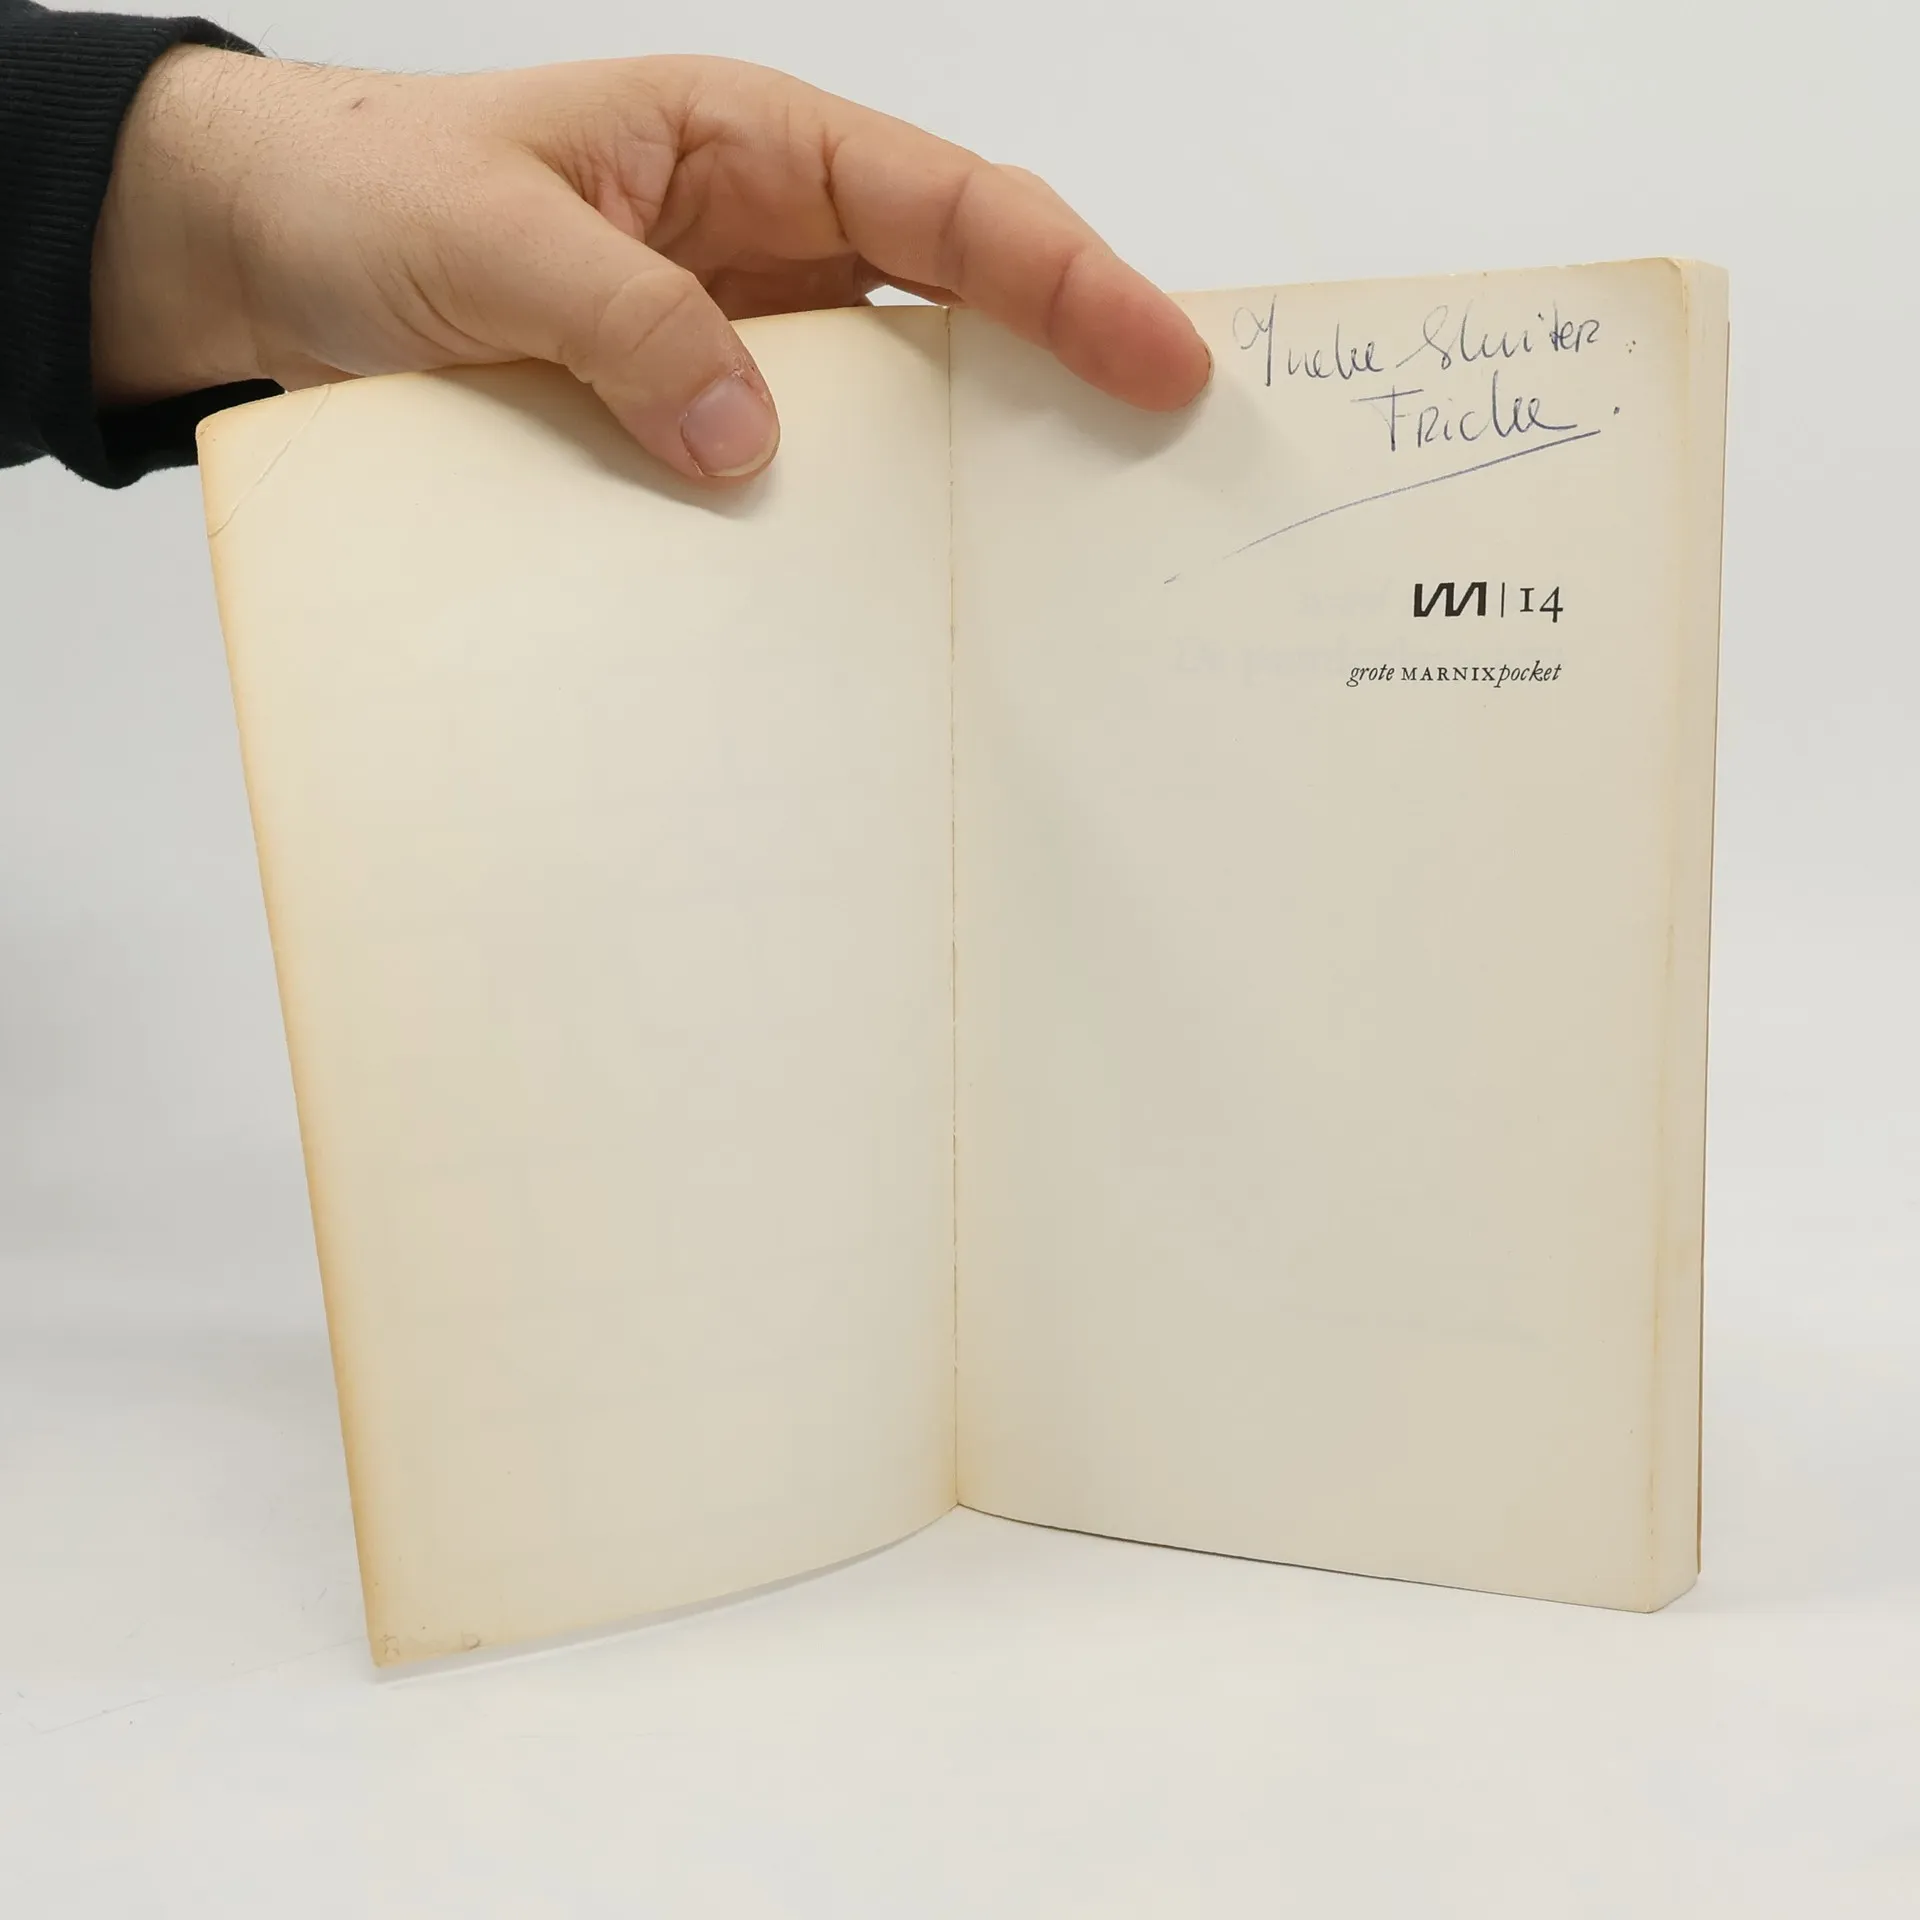 Ineke Sluiter.
Fricke.
M | 14
grote MARNIXpocket